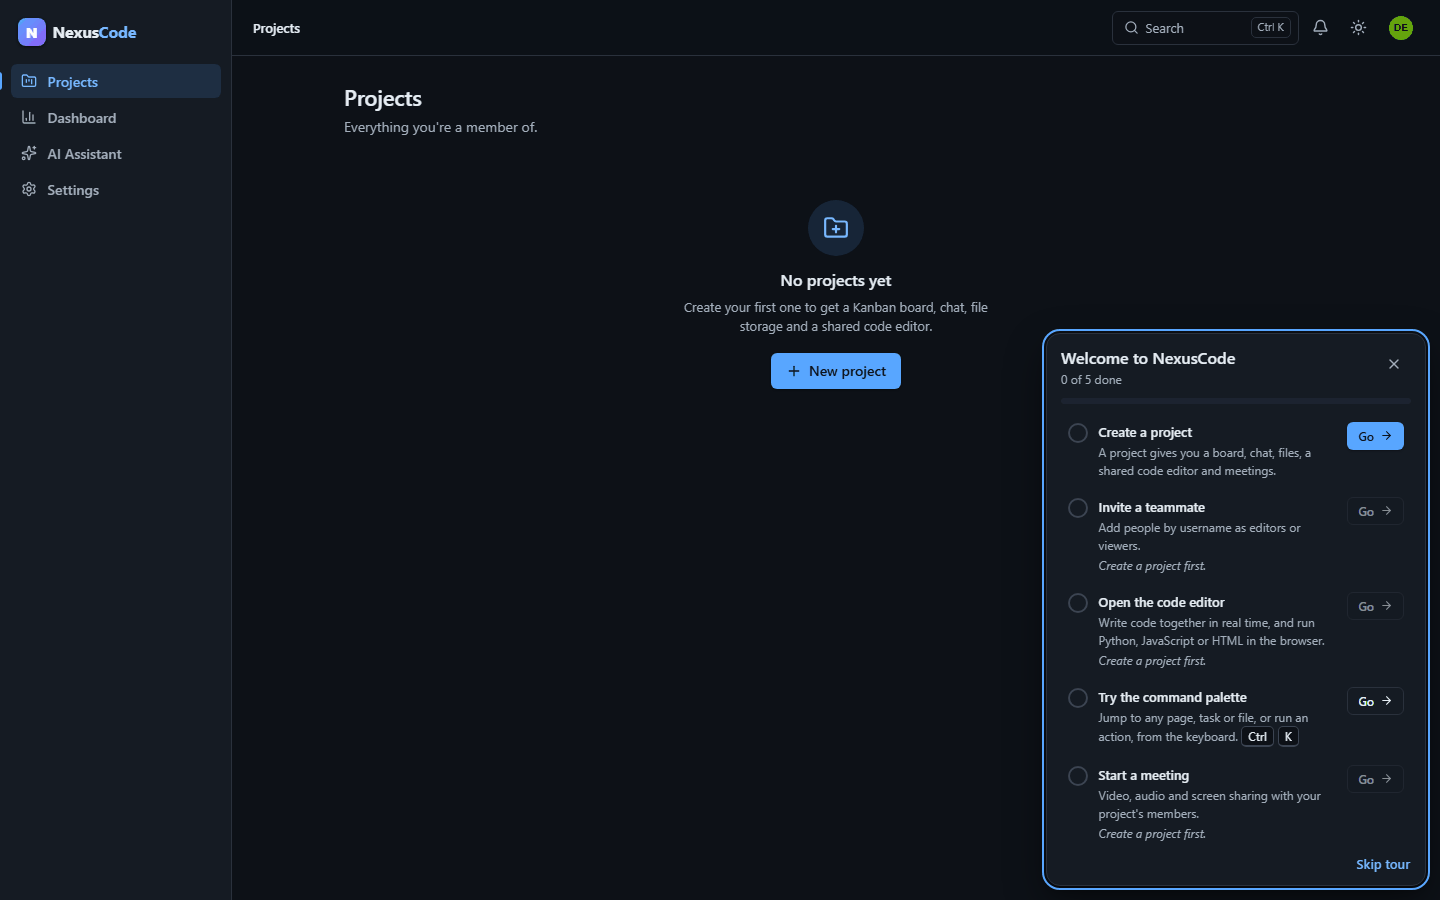 N NexusCode
Projects
Dashboard
AI Assistant
Settings
Projects
Search Ctrl K
DE
Projects
Everything you're a member of.
No projects yet
Create your first one to get a Kanban board, chat, file
storage and a shared code editor.
+ New project
Welcome to NexusCode
0 of 5 done
Create a project
Go →
A project gives you a board, chat, files, a
shared code editor and meetings.
Invite a teammate
Go →
Add people by username as editors or
viewers.
Create a project first.
Open the code editor
Go →
Write code together in real time, and run
Python, JavaScript or HTML in the browser.
Create a project first.
Try the command palette
Go →
Jump to any page, task or file, or run an
action, from the keyboard. Ctrl K
Start a meeting
Go →
Video, audio and screen sharing with your
project's members.
Create a project first.
Skip tour